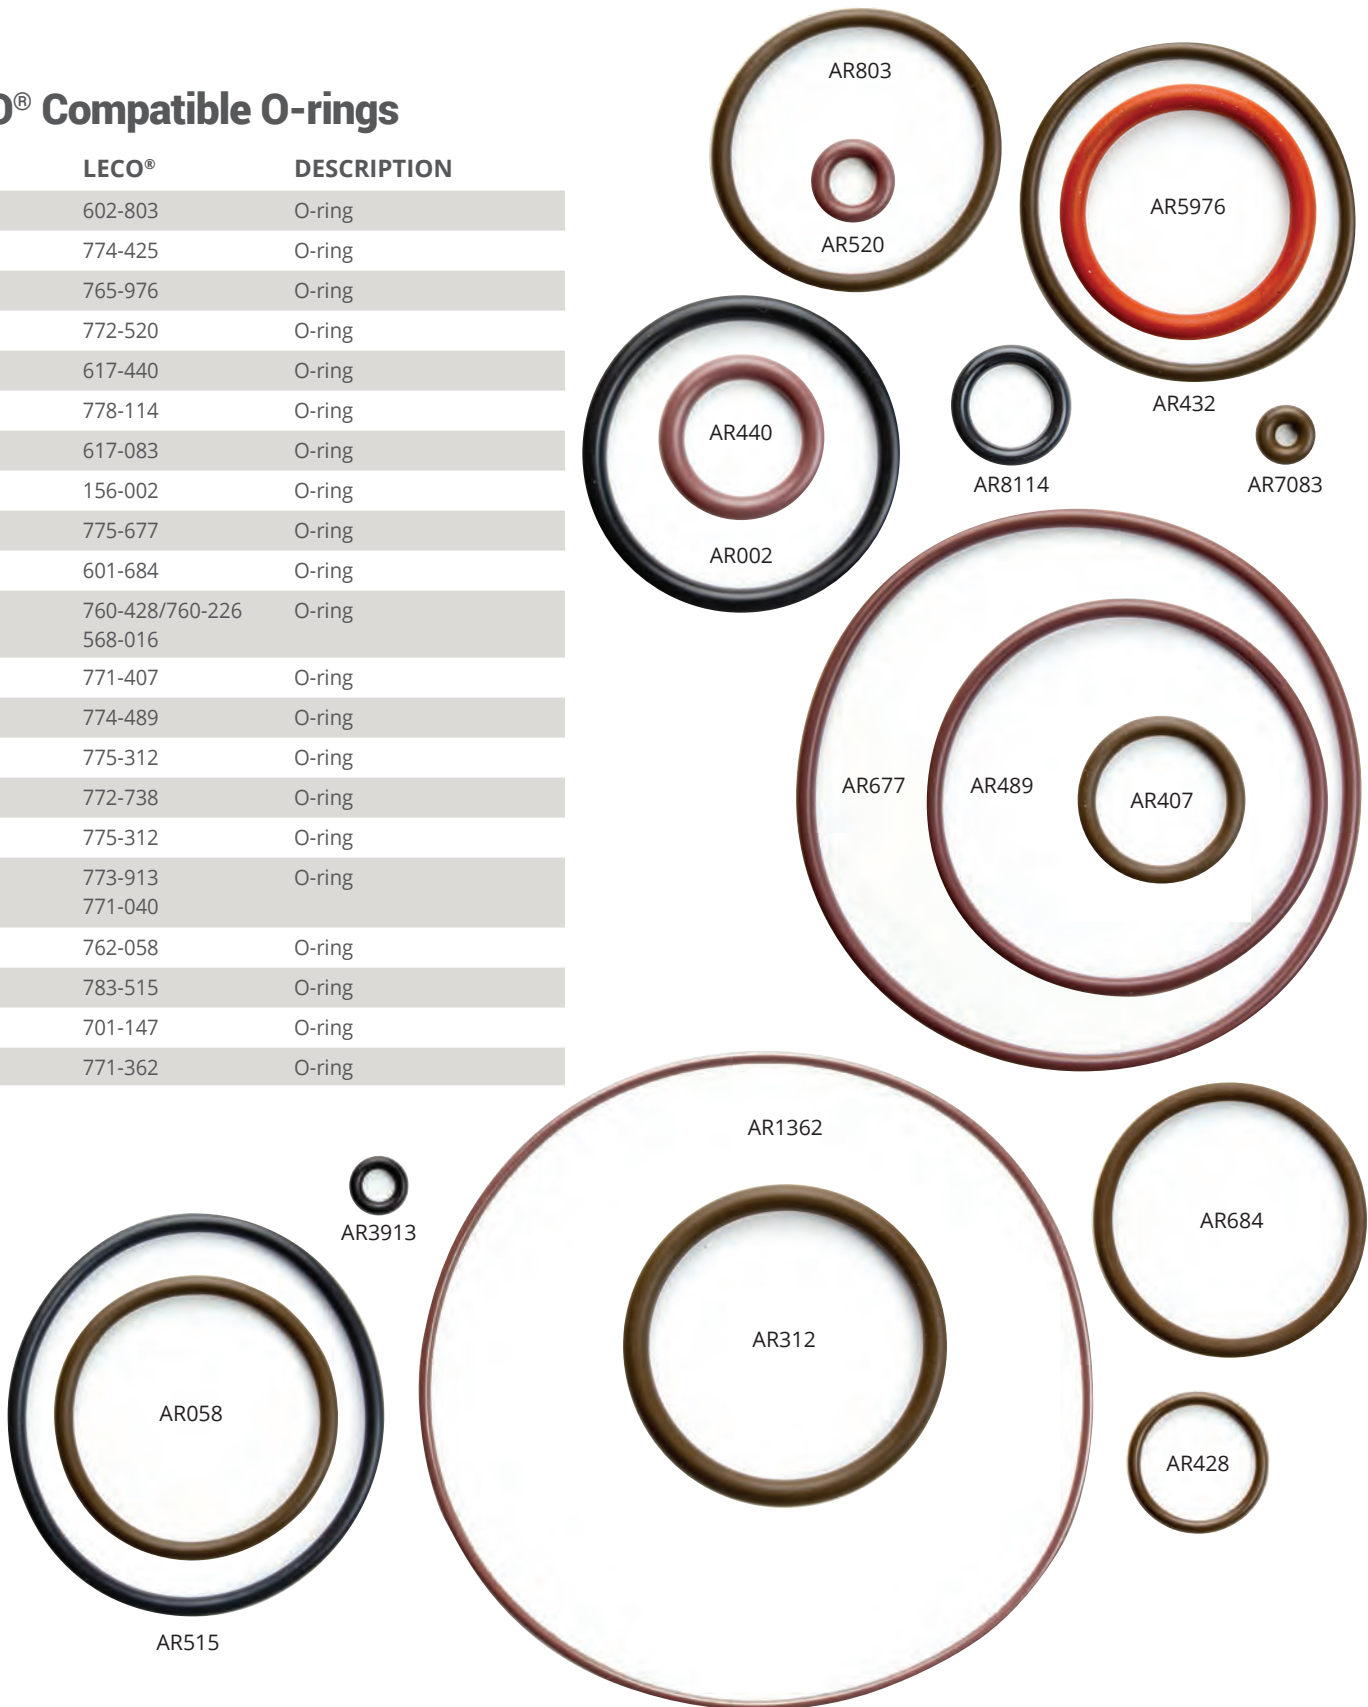 O® Compatible O-rings
LECO® DESCRIPTION
602-803 O-ring
774-425 O-ring
765-976 O-ring
772-520 O-ring
617-440 O-ring
778-114 O-ring
617-083 O-ring
156-002 O-ring
775-677 O-ring
601-684 O-ring
760-428/760-226 O-ring
568-016
771-407 O-ring
774-489 O-ring
775-312 O-ring
772-738 O-ring
775-312 O-ring
773-913 O-ring
771-040
762-058 O-ring
783-515 O-ring
701-147 O-ring
771-362 O-ring
AR803
AR520
AR5976
AR432
AR440
AR002
AR8114
AR7083
AR677
AR489
AR407
AR1362
AR312
AR684
AR428
AR3913
AR058
AR515